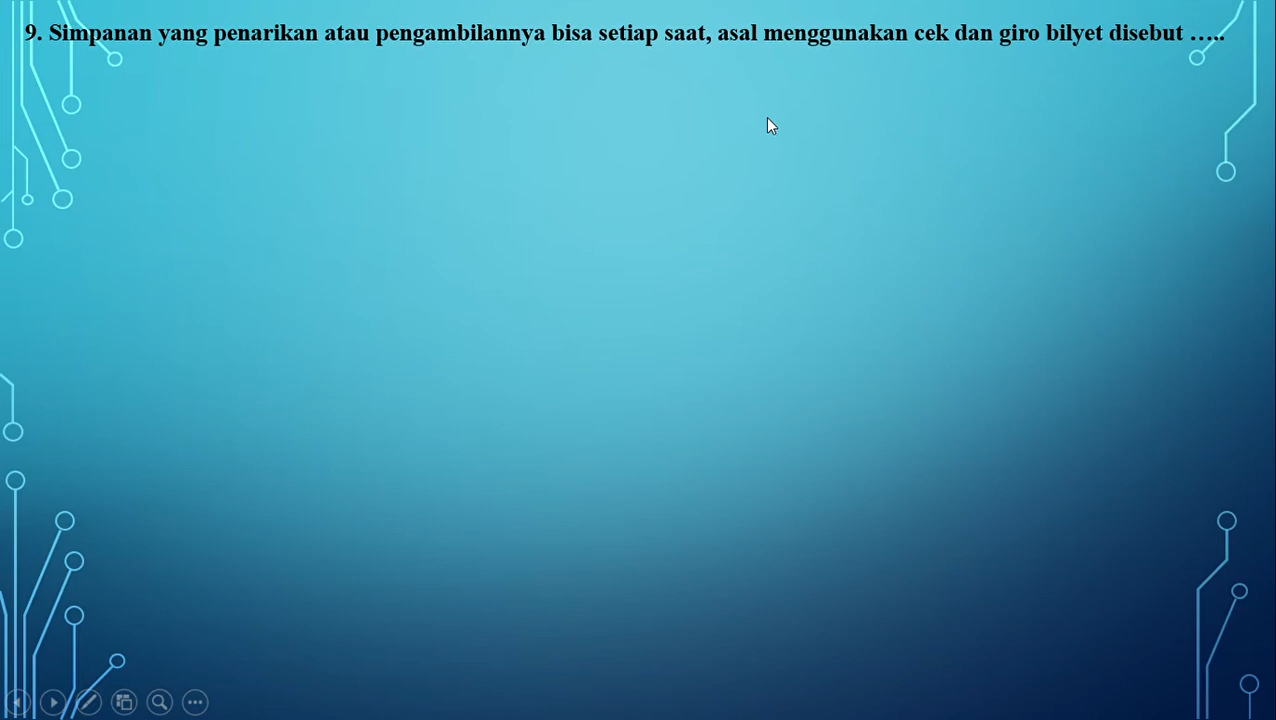 9. Simpanan yang penarikan atau pengambilannya bisa setiap saat, asal menggunakan cek dan giro bilyet disebut …..